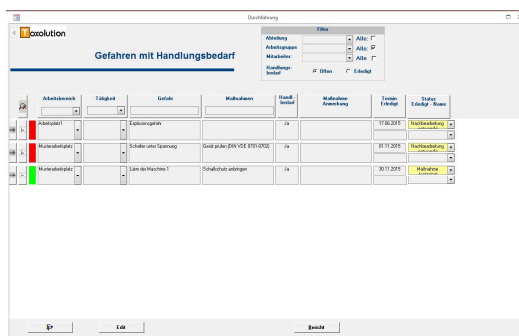 Durchführung
Toxolution
Gefahren mit Handlungsbedarf
Filter
Abteilung Alle:
Arbeitsgruppe Alle:
Mitarbeiter: Alle
Handlungs-
bedarf Offen Erledigt
Arbeitsbereich Tätigkeit Gefahr Maßnahmen Handl.- Maßnahme Termin Status
bedarf Anmerkung Erledigt Erledigt - Name
Arbeitsplatz1 Explosionsgefahr Ja 17.06.2015 Nachbearbeitung
Musterarbeitsplatz Schalter unter Spannung Gerät prüfen (DIN VDE 0701-0702) Ja 01.11.2015 Nachbearbeitung
Musterarbeitsplatz Lärm der Maschine 1 Schallschutz anbringen Ja 30.11.2015 Maßnahme
Edit Bericht